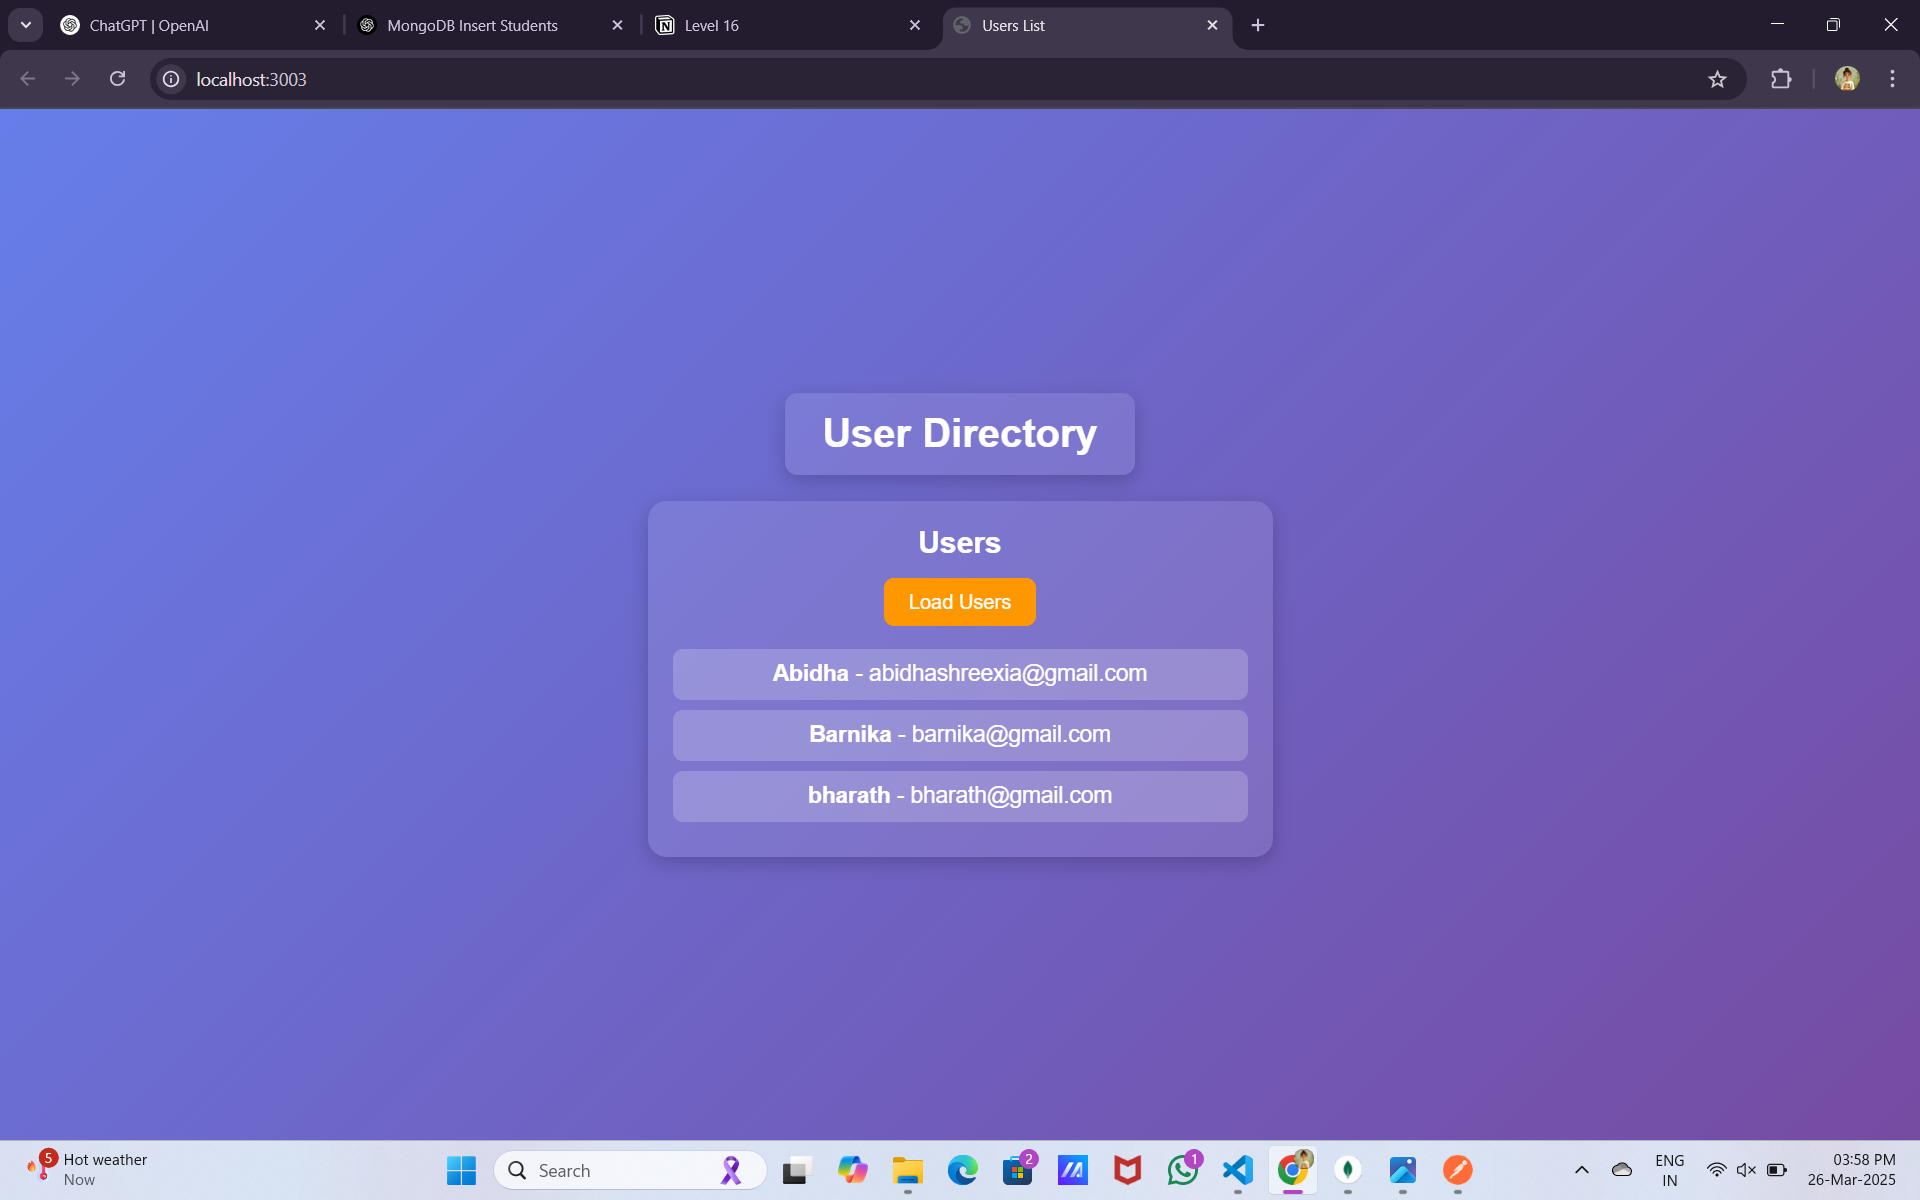 ChatGPT | OpenAI
MongoDB Insert Students
Level 16
Users List
localhost:3003
User Directory
Users
Load Users
Abidha - abidhashreexia@gmail.com
Barnika - barnika@gmail.com
bharath - bharath@gmail.com
5
Hot weather
Now
Search
2
1
ENG
IN
03:58 PM
26-Mar-2025